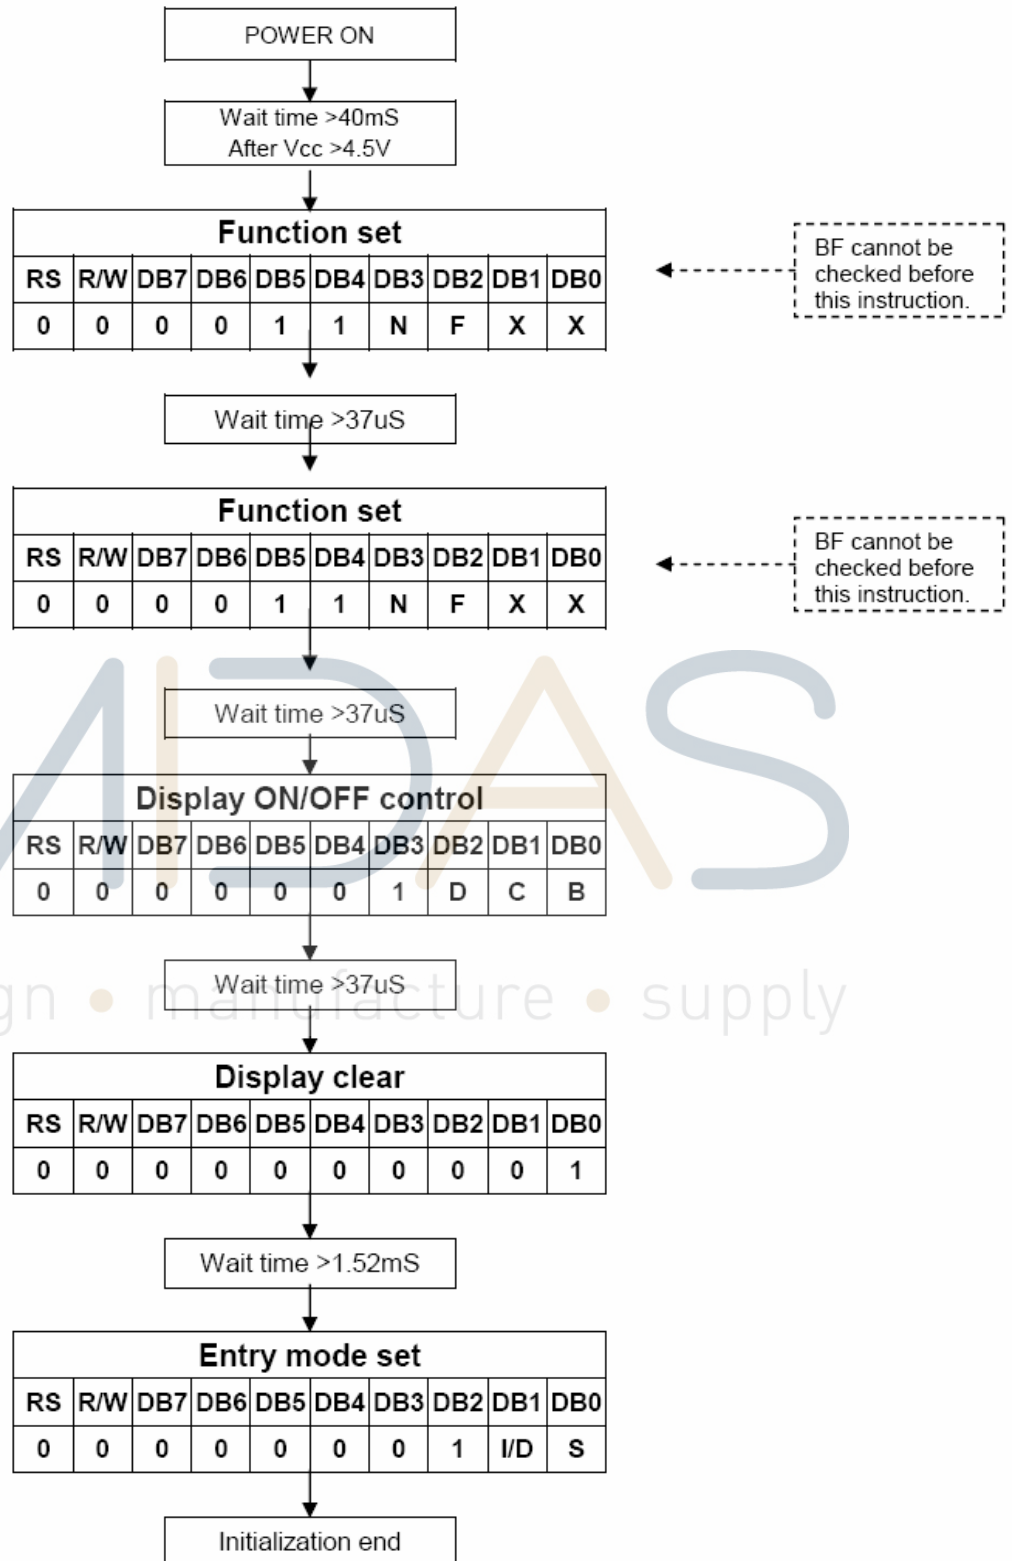 POWER ON
Wait time >40mS
After Vcc >4.5V
Function set
RS R/W DB7 DB6 DB5 DB4 DB3 DB2 DB1 DB0
0 0 0 0 1 1 N F X X
BF cannot be
checked before
this instruction.
Wait time >37uS
Function set
RS R/W DB7 DB6 DB5 DB4 DB3 DB2 DB1 DB0
0 0 0 0 1 1 N F X X
BF cannot be
checked before
this instruction.
MIDAS
Wait time >37uS
Display ON/OFF control
RS R/W DB7 DB6 DB5 DB4 DB3 DB2 DB1 DB0
0 0 0 0 0 0 1 D C B
Wait time >37uS
gn • manufacture • supply
Display clear
RS R/W DB7 DB6 DB5 DB4 DB3 DB2 DB1 DB0
0 0 0 0 0 0 0 0 0 1
Wait time >1.52mS
Entry mode set
RS R/W DB7 DB6 DB5 DB4 DB3 DB2 DB1 DB0
0 0 0 0 0 0 0 1 I/D S
Initialization end